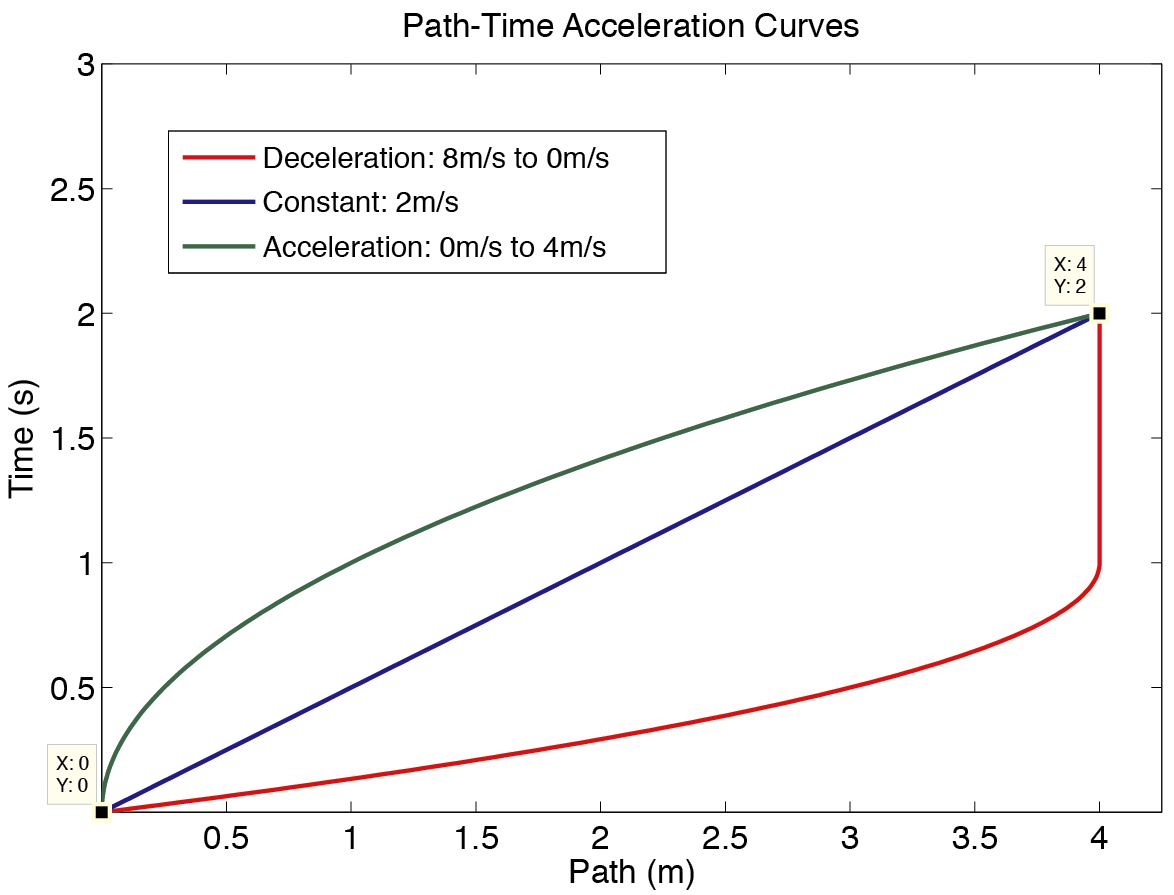 Path-Time Acceleration Curves
3
Deceleration: 8m/s to 0m/s
2.5
Constant: 2m/s
Acceleration: 0m/s to 4m/s
X: 4
Y: 2
2
Time (s)
1.5
1
0.5
X: 0
Y: 0
0.5 1 1.5 2 2.5 3 3.5 4
Path (m)